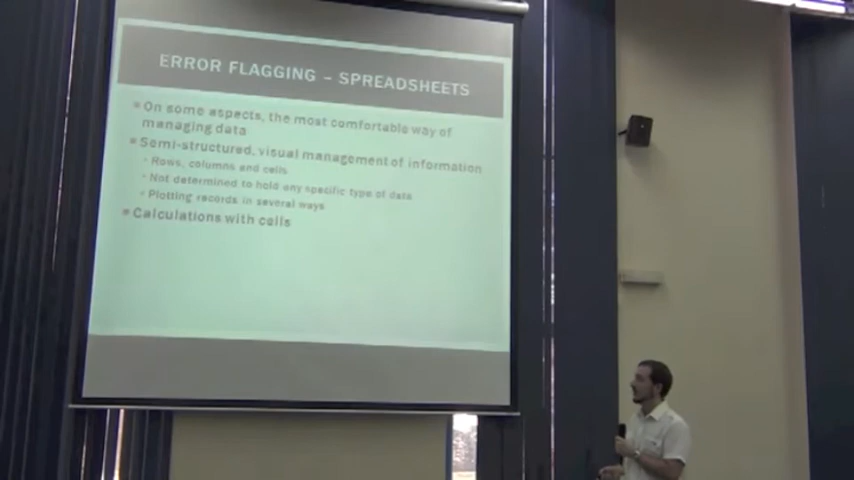 ERROR FLAGGING – SPREADSHEETS
On some aspects, the most comfortable way of
managing data
Semi-structured, visual management of information
Rows, columns and cells
Not determined to hold any specific type of data
Plotting records in several ways
Calculations with cells